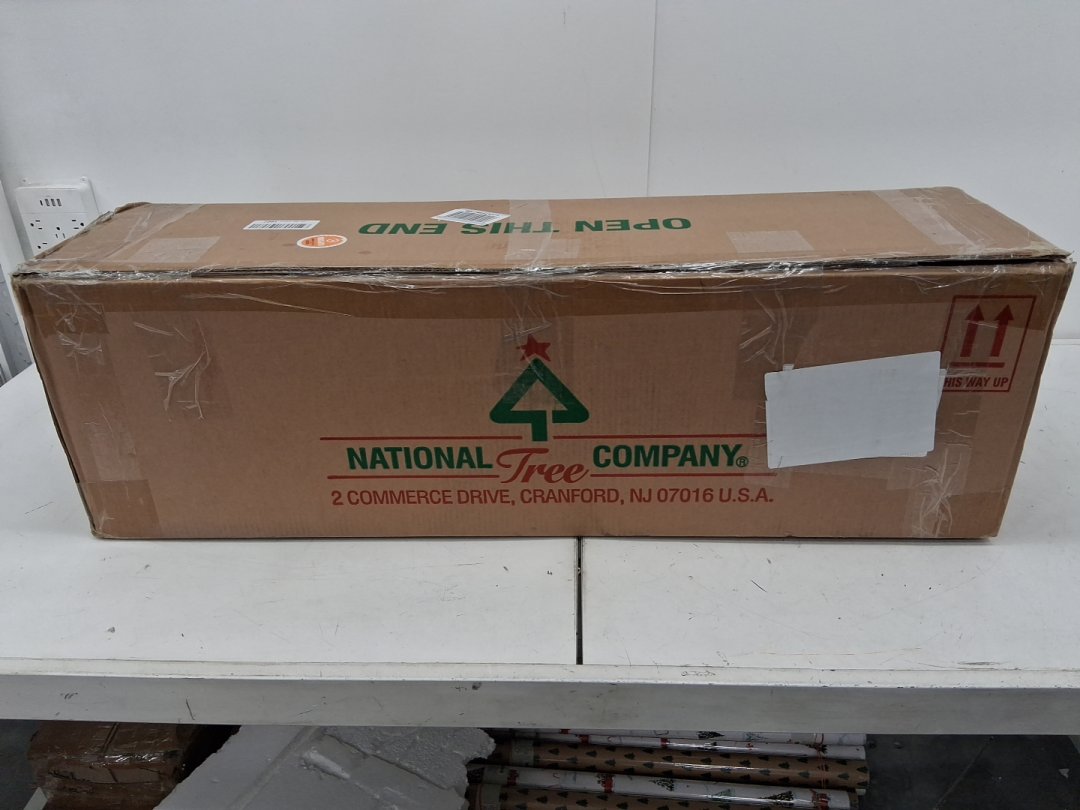 OPEN THIS END
THIS WAY UP
NATIONAL Tree COMPANY®
2 COMMERCE DRIVE, CRANFORD, NJ 07016 U.S.A.